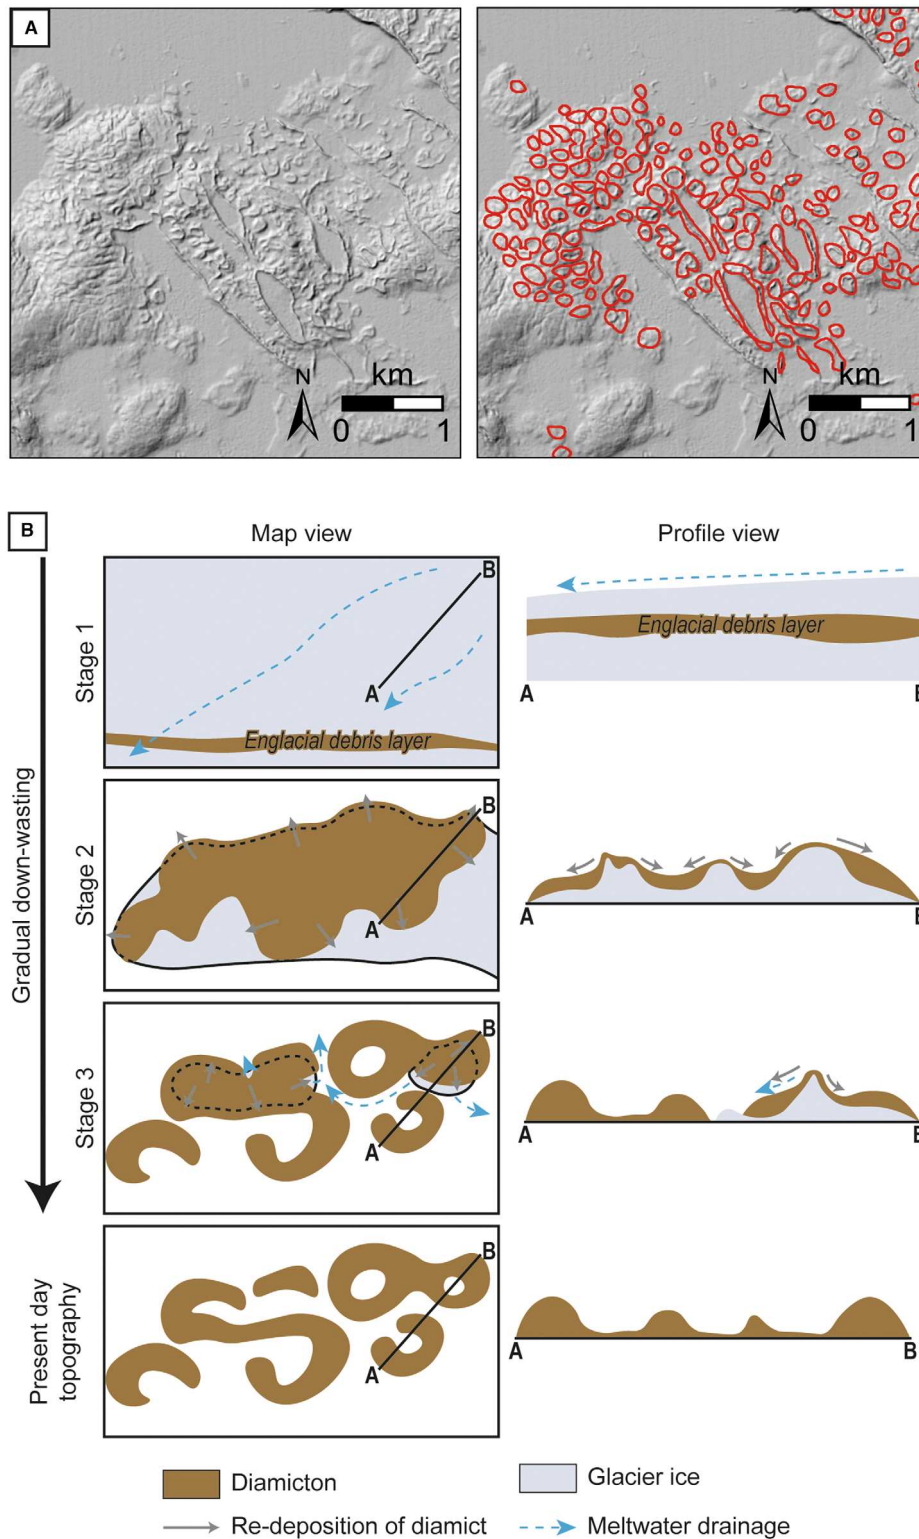 A
N
km
0 1
N
km
0 1
B
Map view
Profile view
Gradual down-wasting
Stage 1
B
A
Englacial debris layer
Englacial debris layer
A
B
Stage 2
B
A
A
B
Stage 3
B
A
A
B
Present day
topography
B
A
A
B
Diamicton
Glacier ice
Re-deposition of diamict
Meltwater drainage